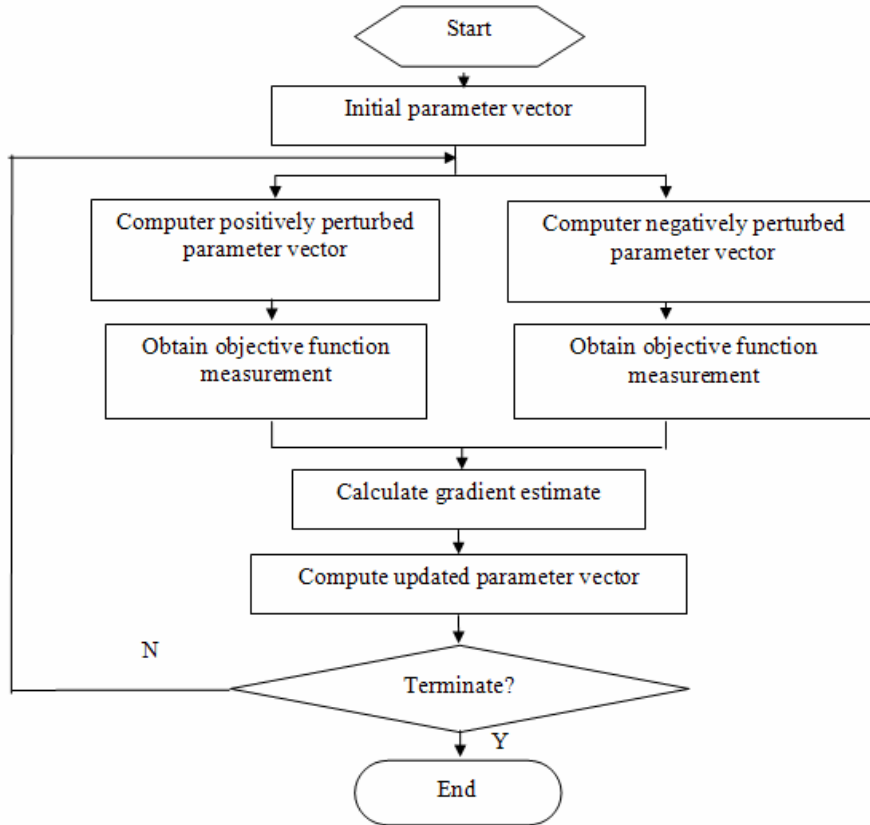 Start
Initial parameter vector
Computer positively perturbed
parameter vector
Computer negatively perturbed
parameter vector
Obtain objective function
measurement
Obtain objective function
measurement
Calculate gradient estimate
Compute updated parameter vector
N
Terminate?
Y
End